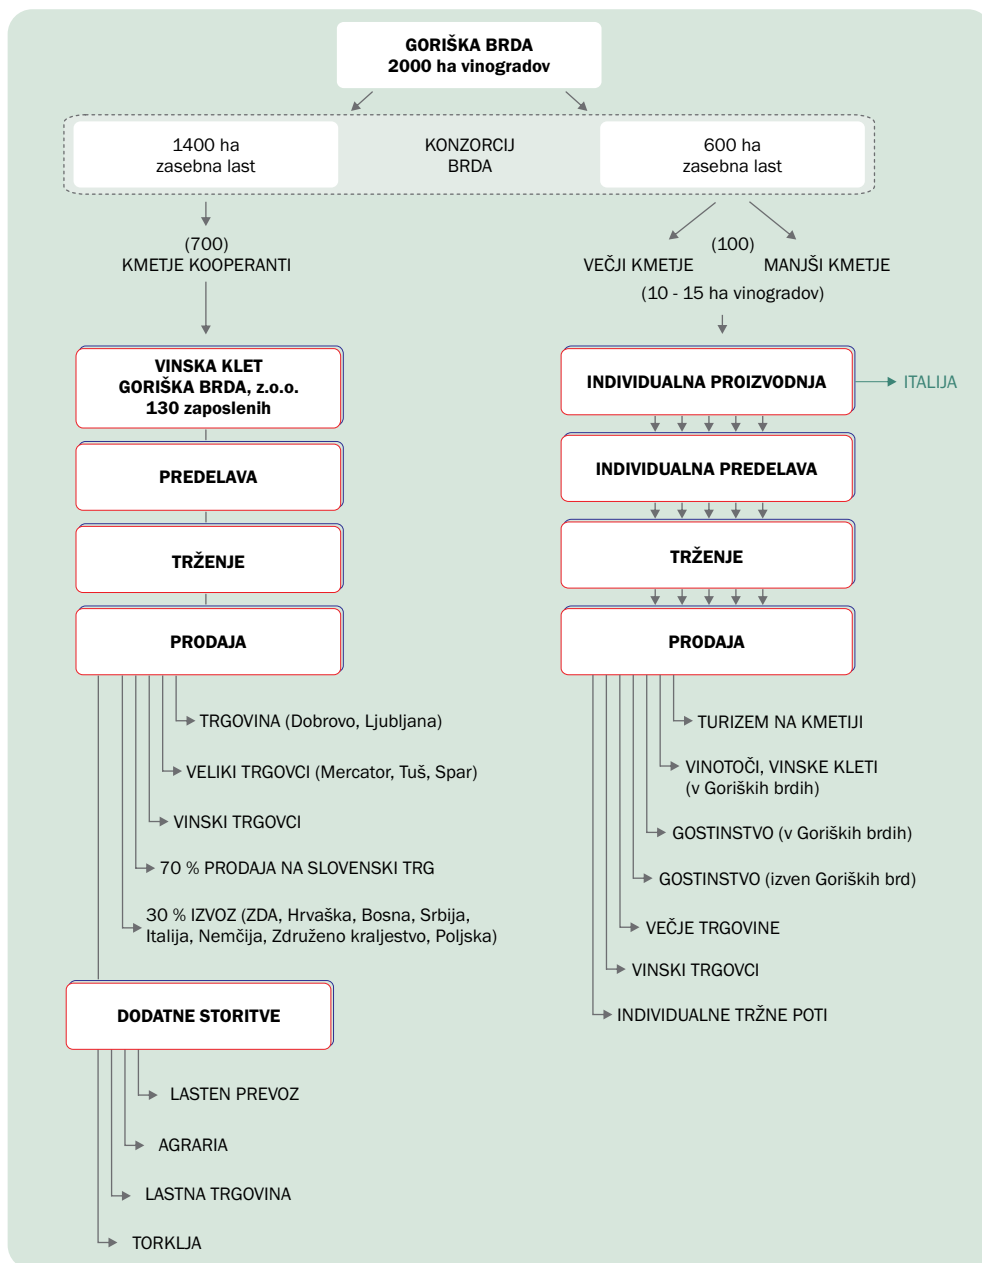 GORIŠKA BRDA
2000 ha vinogradov
1400 ha
zasebna last
KONZORCIJ
BRDA
600 ha
zasebna last
(700)
KMETJE KOOPERANTI
(100)
VEČJI KMETJE
MANJŠI KMETJE
(10 - 15 ha vinogradov)
VINSKA KLET
GORIŠKA BRDA, z.o.o.
130 zaposlenih
PREDELAVA
TRŽENJE
PRODAJA
TRGOVINA (Dobrovo, Ljubljana)
VELIKI TRGOVCI (Mercator, Tuš, Spar)
VINSKI TRGOVCI
70 % PRODAJA NA SLOVENSKI TRG
30 % IZVOZ (ZDA, Hrvaška, Bosna, Srbija,
Italija, Nemčija, Združeno kraljestvo, Poljska)
DODATNE STORITVE
LASTEN PREVOZ
AGRARIA
LASTNA TRGOVINA
TORKLJA
INDIVIDUALNA PROIZVODNJA
ITALIJA
INDIVIDUALNA PREDELAVA
TRŽENJE
PRODAJA
TURIZEM NA KMETIJI
VINOTOČI, VINSKE KLETI
(v Goriških brdih)
GOSTINSTVO (v Goriških brdih)
GOSTINSTVO (izven Goriških brd)
VEČJE TRGOVINE
VINSKI TRGOVCI
INDIVIDUALNE TRŽNE POTI